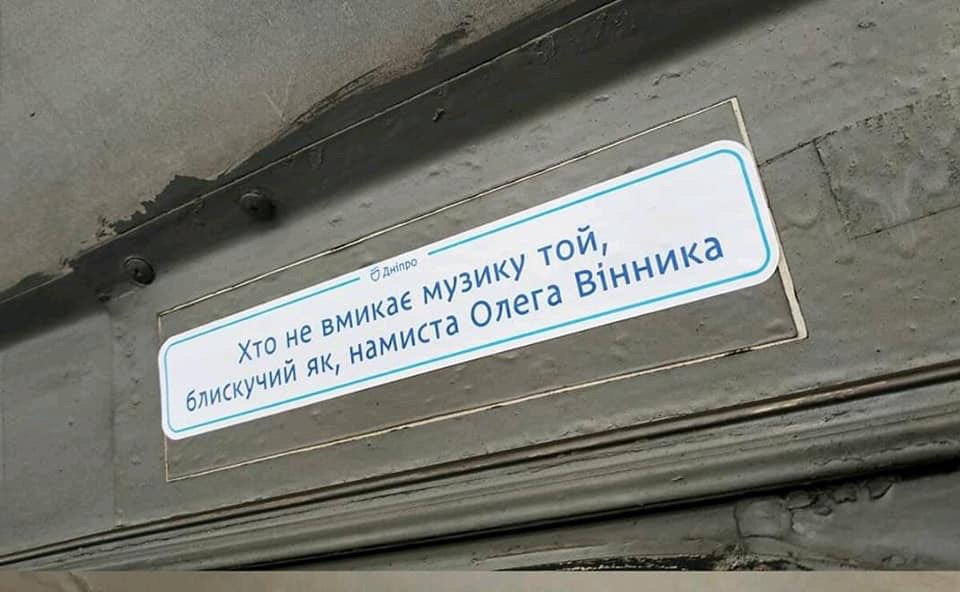 Дніпро
Хто не вмикає музику той,
блискучий як, намиста Олега Вінника